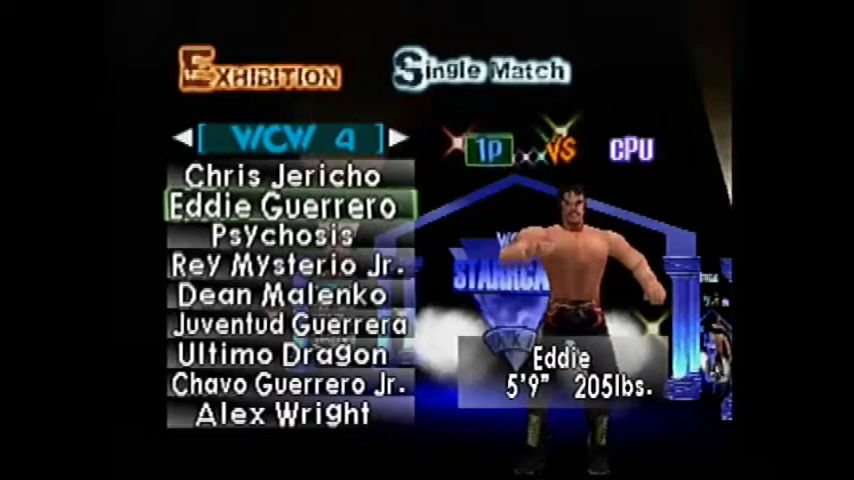 EXHIBITION
Single Match
[ WCW 4 ]
1P VS CPU
Chris Jericho
Eddie Guerrero
Psychosis
Rey Mysterio Jr.
Dean Malenko
Juventud Guerrera
Ultimo Dragon
Chavo Guerrero Jr.
Alex Wright
STARRCA
Eddie
5'9" 205lbs.